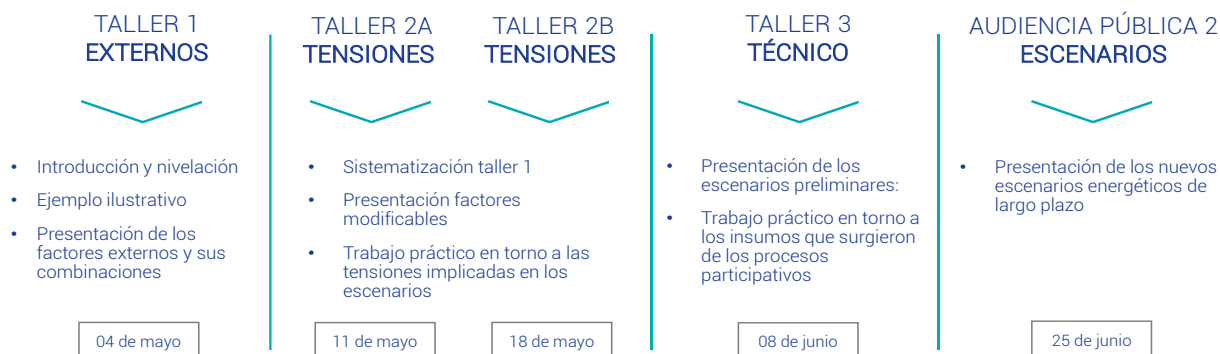 TALLER 1
EXTERNOS
• Introducción y nivelación
• Ejemplo ilustrativo
• Presentación de los
factores externos y sus
combinaciones
04 de mayo
TALLER 2A
TENSIONES
TALLER 2B
TENSIONES
• Sistematización taller 1
• Presentación factores
modificables
• Trabajo práctico en torno a las
tensiones implicadas en los
escenarios
11 de mayo
18 de mayo
TALLER 3
TÉCNICO
• Presentación de los
escenarios preliminares:
• Trabajo práctico en torno a
los insumos que surgieron
de los procesos
participativos
08 de junio
AUDIENCIA PÚBLICA 2
ESCENARIOS
• Presentación de los nuevos
escenarios energéticos de
largo plazo
25 de junio